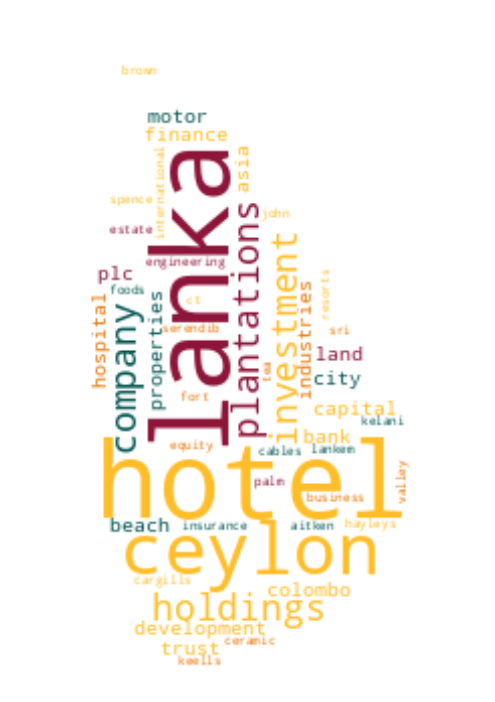 brown
motor
finance
lanka
international
asia
spence
john
estate
plantations
engineering
investment
plc
foods
hospital
company
properties
ct
resorts
industries
serendib
sri
land
tea
city
fort
capital
kelani
bank
equity
cables
lankem
hotel
palm
business
valley
beach
insurance
aitken
hayleys
ceylon
cargills
colombo
holdings
development
ceramic
trust
keells